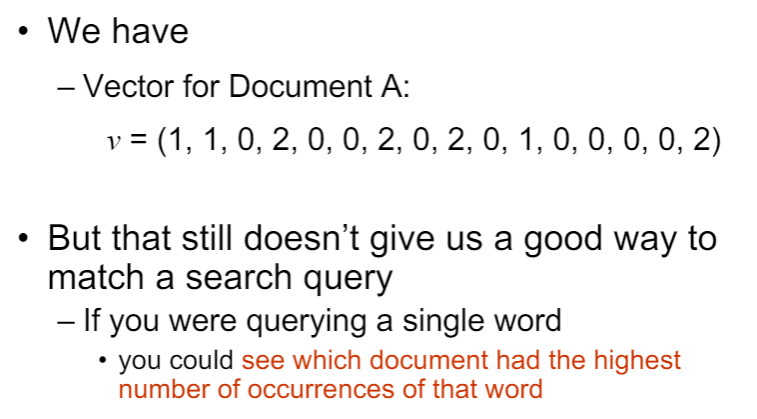 • We have
– Vector for Document A:
v = (1, 1, 0, 2, 0, 0, 2, 0, 2, 0, 1, 0, 0, 0, 0, 2)
• But that still doesn’t give us a good way to
match a search query
– If you were querying a single word
• you could see which document had the highest
number of occurrences of that word